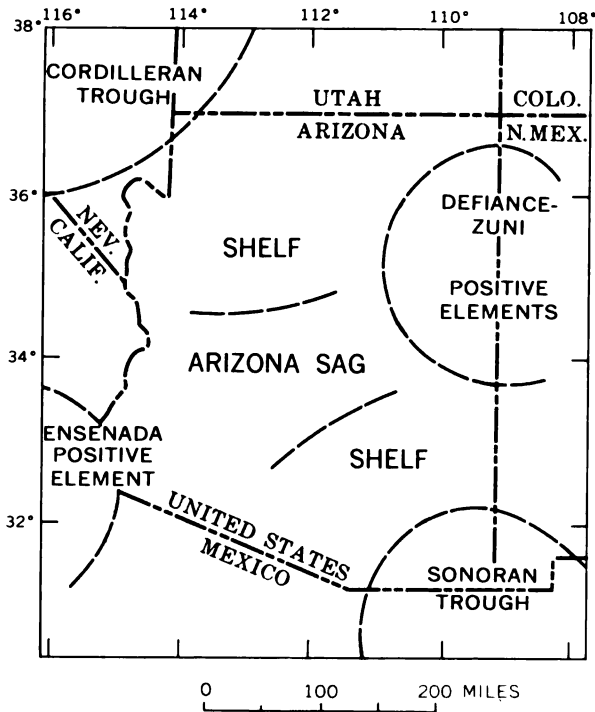 116° 114° 112° 110° 108°
38°
CORDILLERAN
TROUGH
UTAH COLO.
ARIZONA N.MEX.
36°
NEV.
CALIF.
DEFIANCE-
ZUNI
SHELF
POSITIVE
ELEMENTS
34°
ARIZONA SAG
ENSENADA
POSITIVE
ELEMENT
SHELF
32°
UNITED STATES
MEXICO
SONORAN
TROUGH
0 100 200 MILES